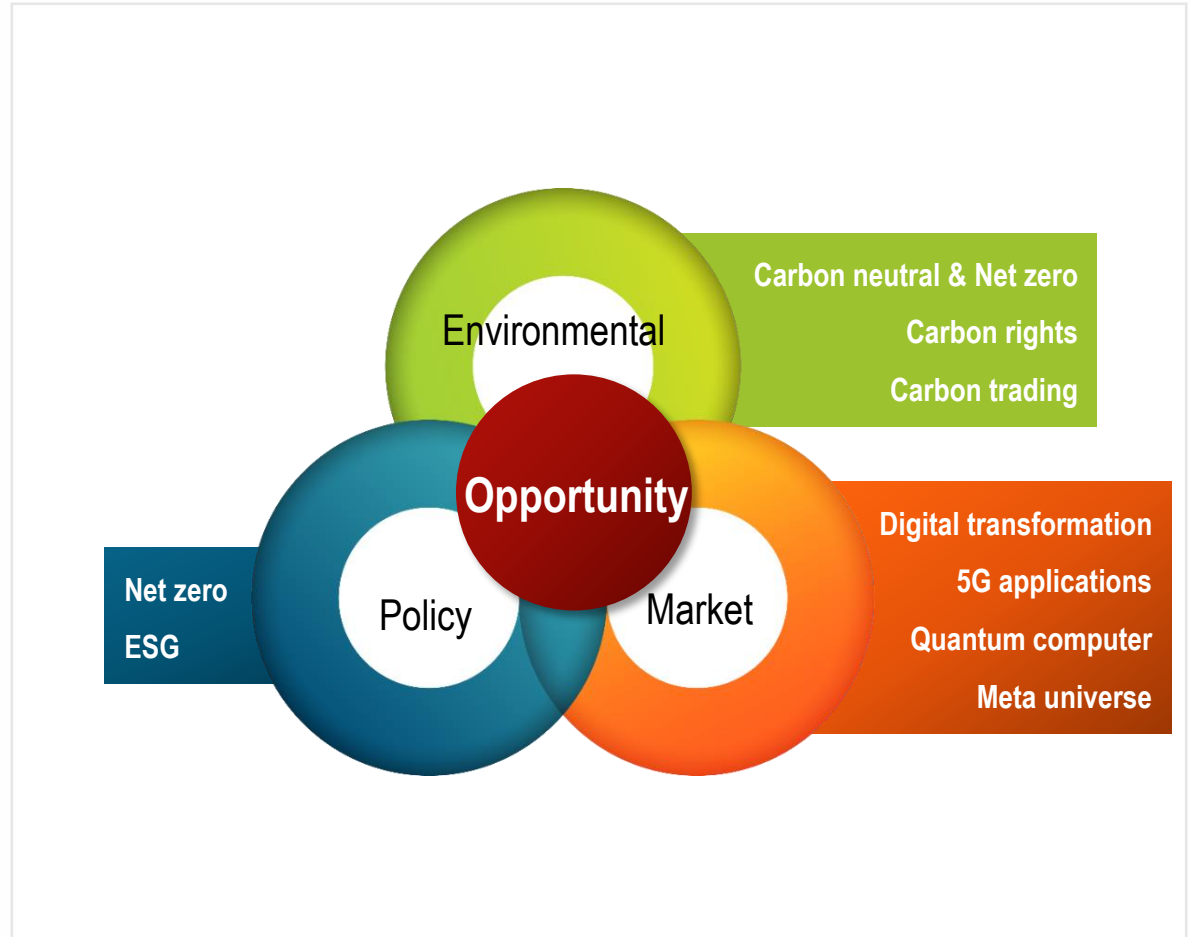 Environmental
Carbon neutral & Net zero
Carbon rights
Carbon trading
Opportunity
Policy
Net zero
ESG
Market
Digital transformation
5G applications
Quantum computer
Meta universe